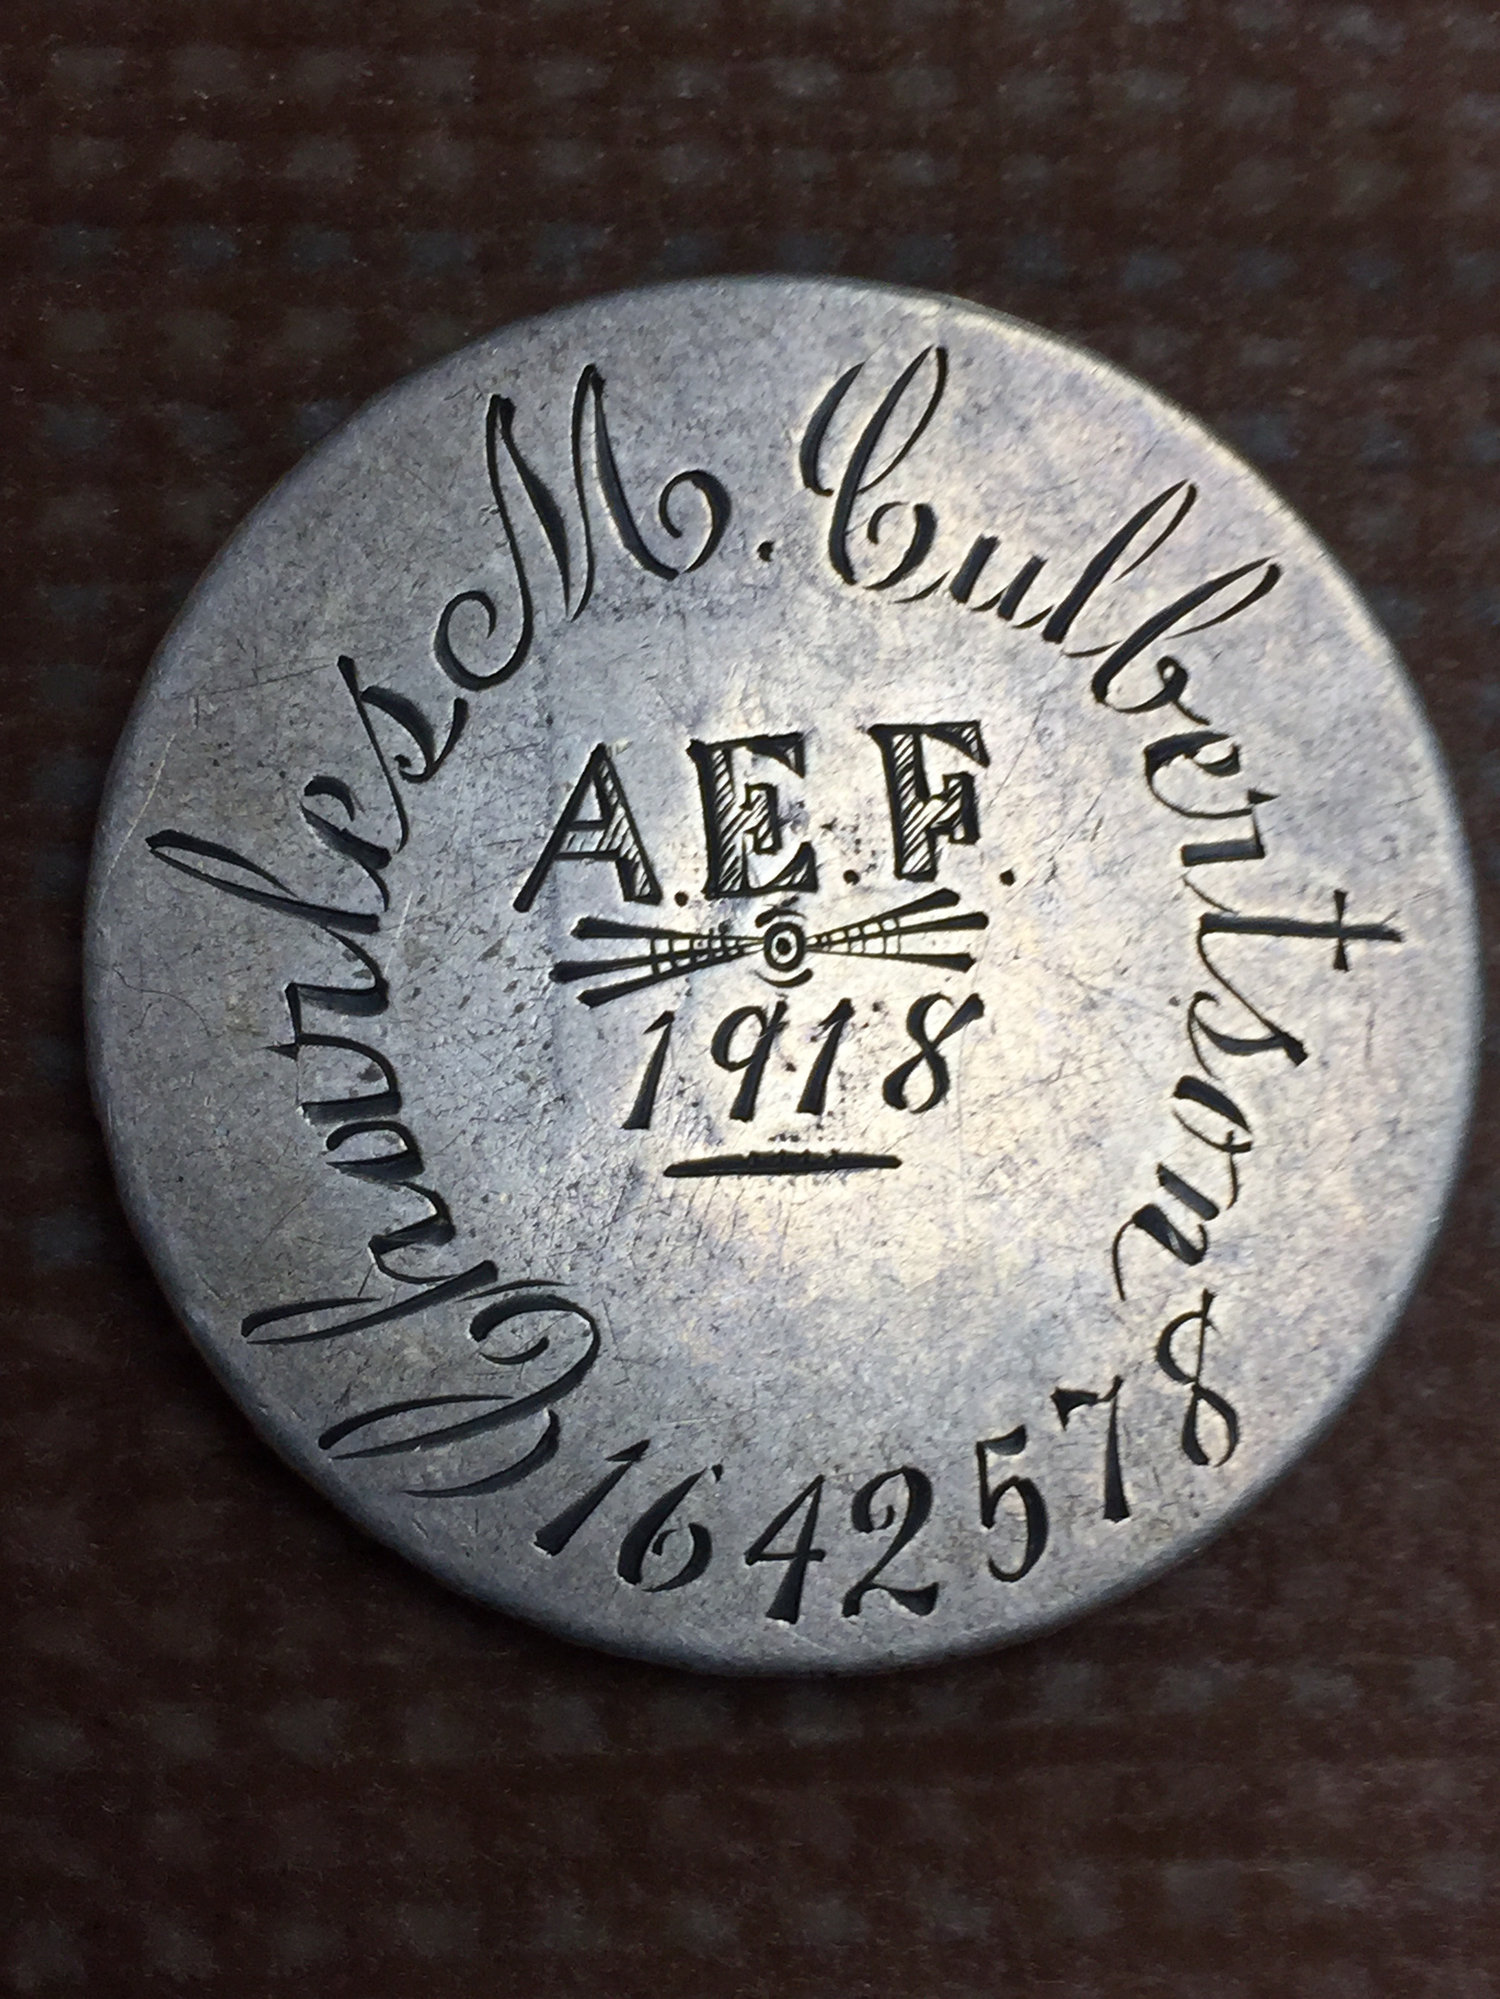 Charles M. Culbertson
A.E.F.
1918
1642578